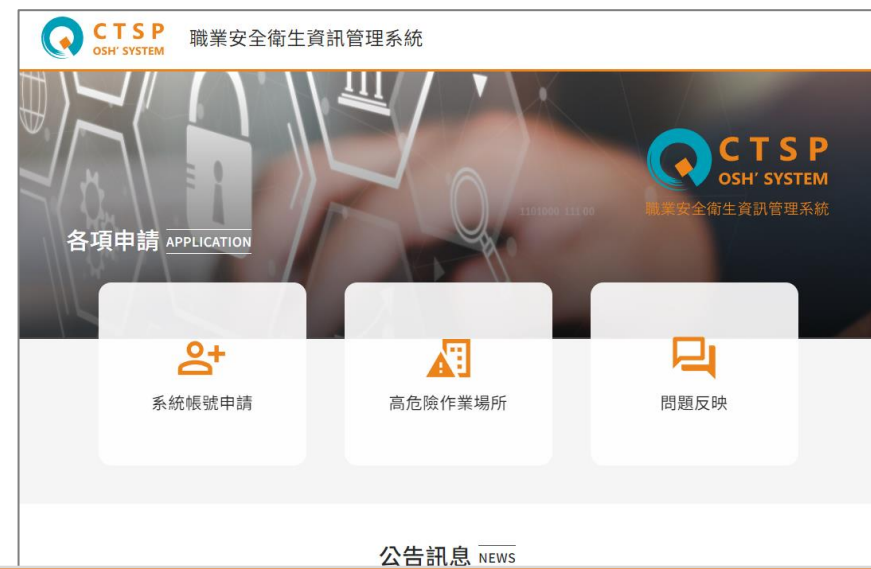 CTSP
OSH' SYSTEM
職業安全衛生資訊管理系統
CTSP
OSH' SYSTEM
職業安全衛生資訊管理系統
1101000 111 00
各項申請 APPLICATION
系統帳號申請
高危險作業場所
問題反映
公告訊息 NEWS